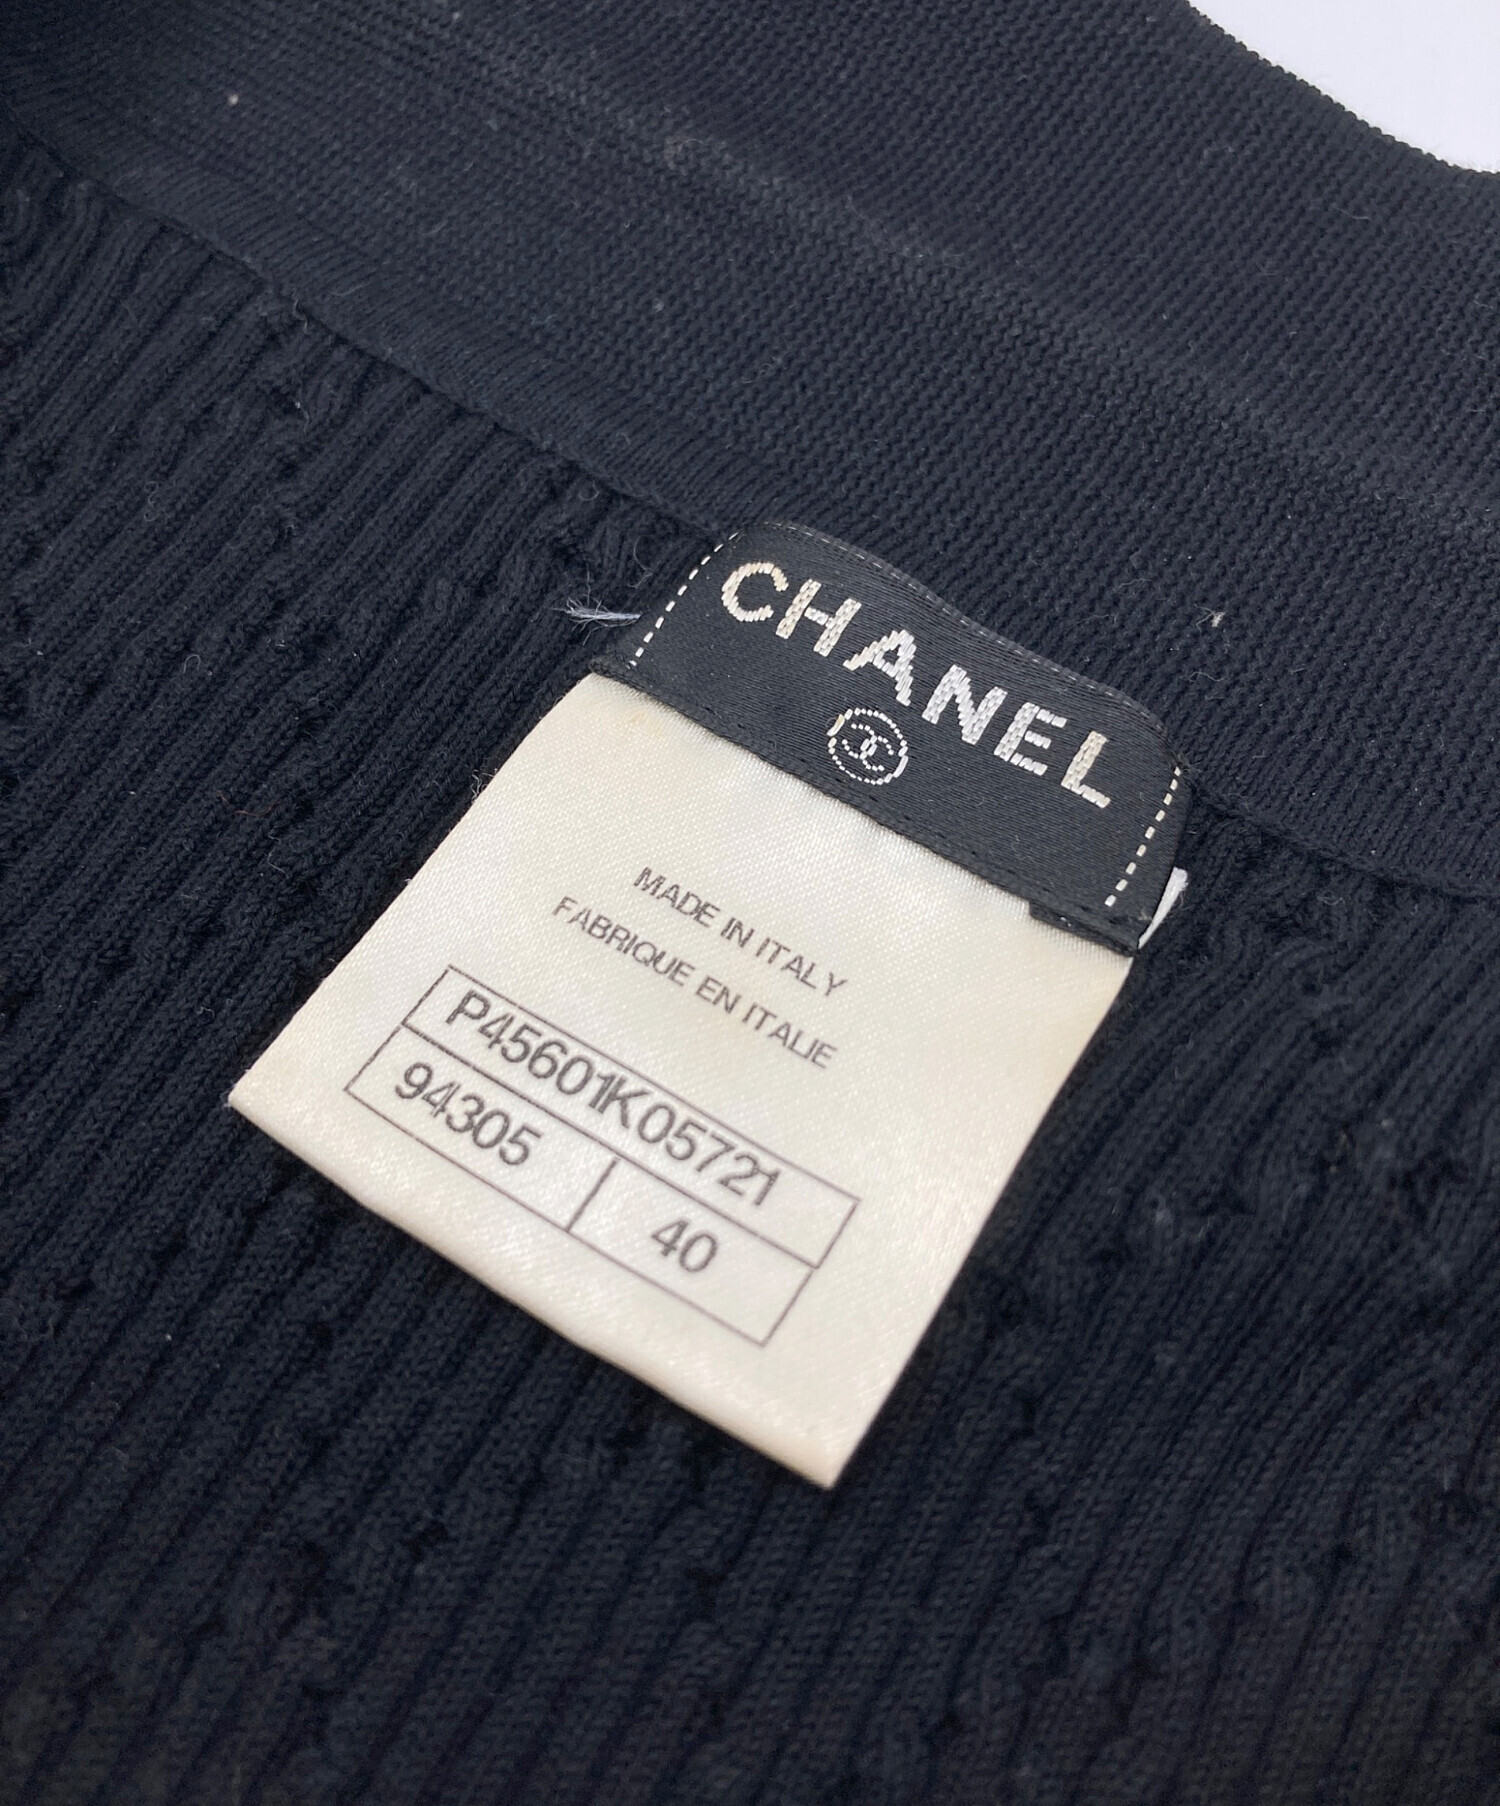 CHANEL
MADE IN ITALY
FABRIQUE EN ITALIE
P45601K05721
94305 40